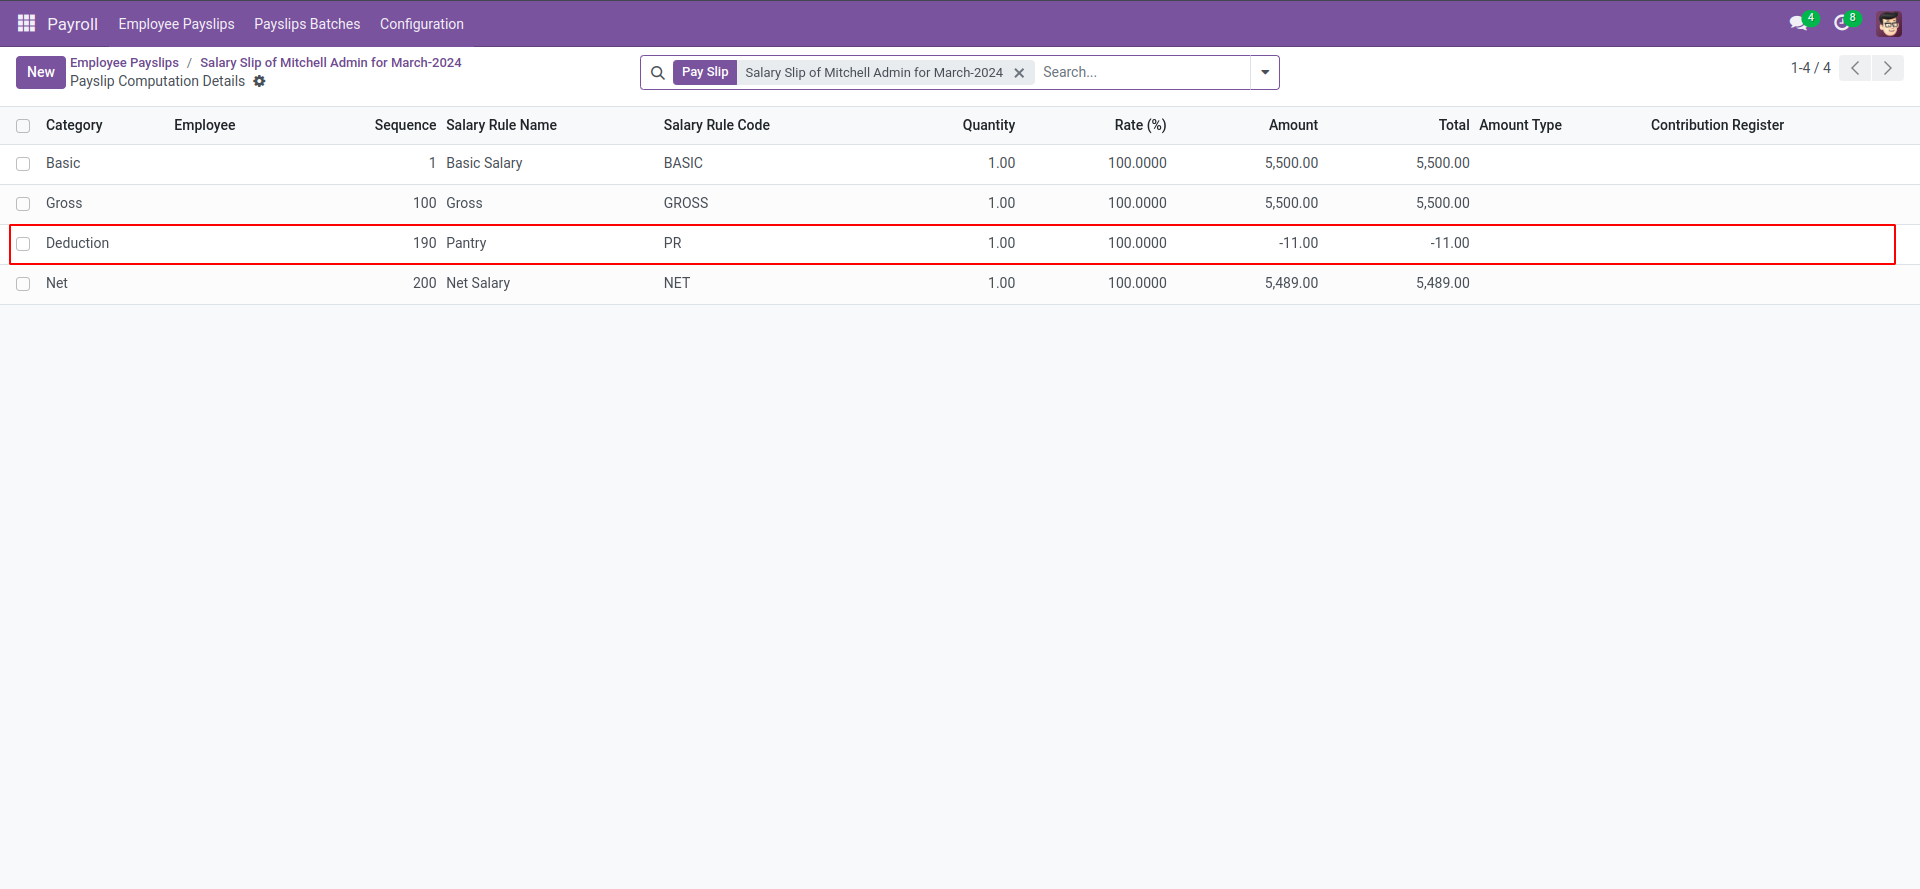 Payroll Employee Payslips Payslips Batches Configuration 4 8
New Employee Payslips / Salary Slip of Mitchell Admin for March-2024
Payslip Computation Details
Pay Slip Salary Slip of Mitchell Admin for March-2024 Search...
1-4 / 4
Category Employee Sequence Salary Rule Name Salary Rule Code Quantity Rate (%) Amount Total Amount Type Contribution Register
Basic 1 Basic Salary BASIC 1.00 100.0000 5,500.00 5,500.00
Gross 100 Gross GROSS 1.00 100.0000 5,500.00 5,500.00
Deduction 190 Pantry PR 1.00 100.0000 -11.00 -11.00
Net 200 Net Salary NET 1.00 100.0000 5,489.00 5,489.00